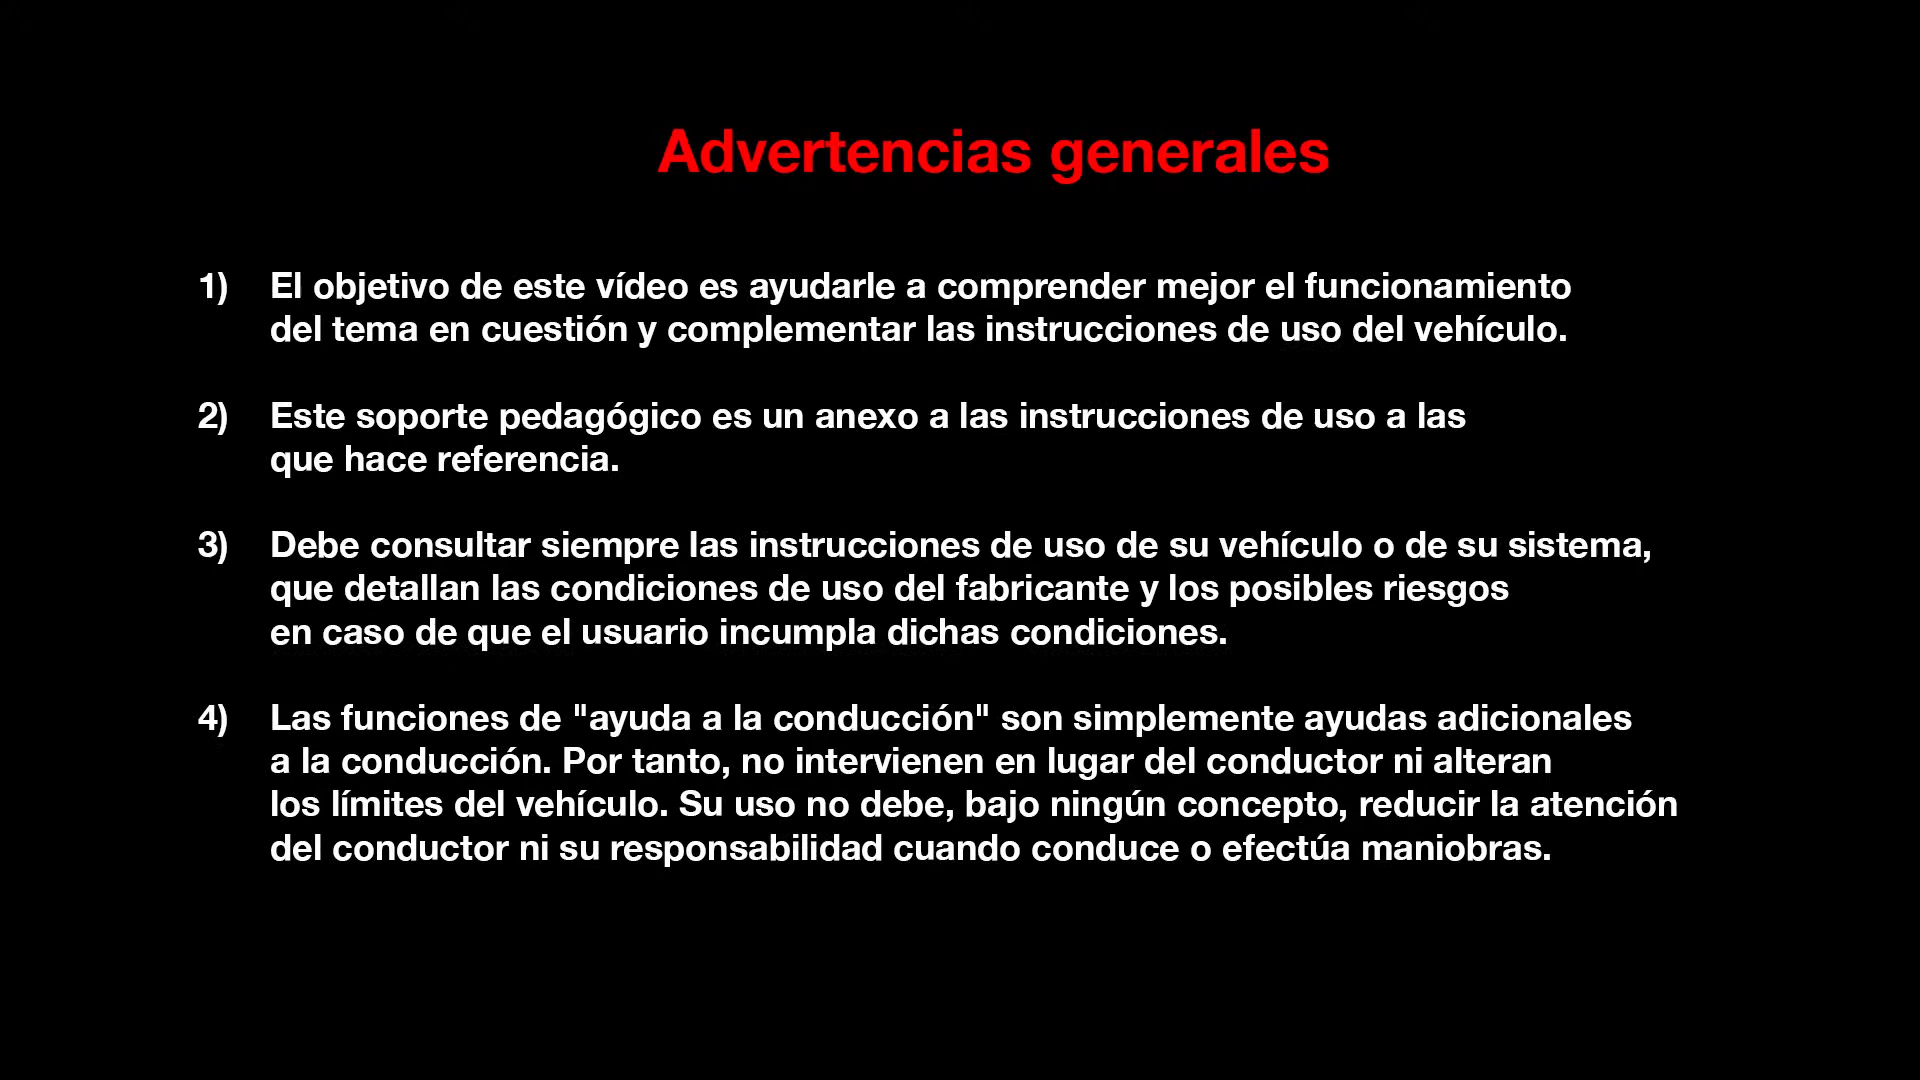 Advertencias generales
1) El objetivo de este vídeo es ayudarle a comprender mejor el funcionamiento
del tema en cuestión y complementar las instrucciones de uso del vehículo.
2) Este soporte pedagógico es un anexo a las instrucciones de uso a las
que hace referencia.
3) Debe consultar siempre las instrucciones de uso de su vehículo o de su sistema,
que detallan las condiciones de uso del fabricante y los posibles riesgos
en caso de que el usuario incumpla dichas condiciones.
4) Las funciones de "ayuda a la conducción" son simplemente ayudas adicionales
a la conducción. Por tanto, no intervienen en lugar del conductor ni alteran
los límites del vehículo. Su uso no debe, bajo ningún concepto, reducir la atención
del conductor ni su responsabilidad cuando conduce o efectúa maniobras.